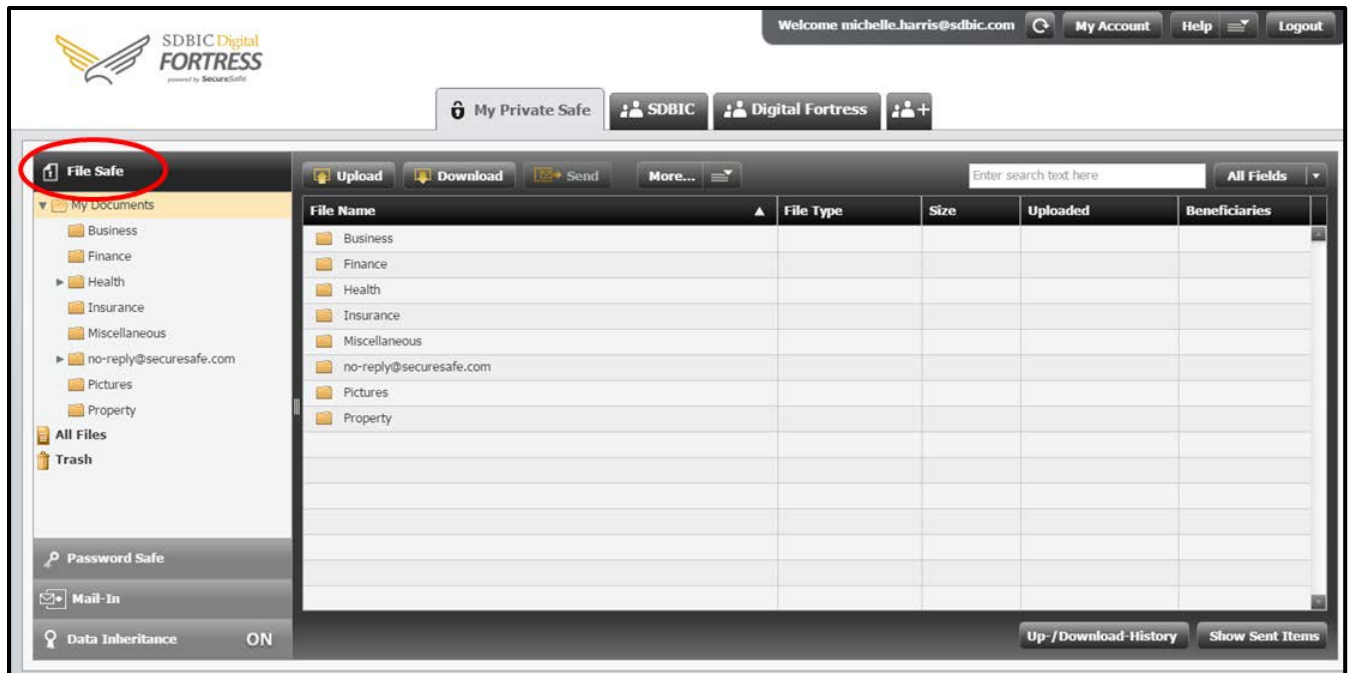 Welcome michelle.harris@sdbic.com My Account Help Logout
SDBIC Digital
FORTRESS
powered by SecureSafe
My Private Safe SDBIC Digital Fortress
File Safe
My Documents
Business
Finance
Health
Insurance
Miscellaneous
no-reply@securesafe.com
Pictures
Property
All Files
Trash
Password Safe
Mail-In
Data Inheritance ON
Upload Download Send More... Enter search text here All Fields
File Name File Type Size Uploaded Beneficiaries
Business
Finance
Health
Insurance
Miscellaneous
no-reply@securesafe.com
Pictures
Property
Up-/Download-History Show Sent Items